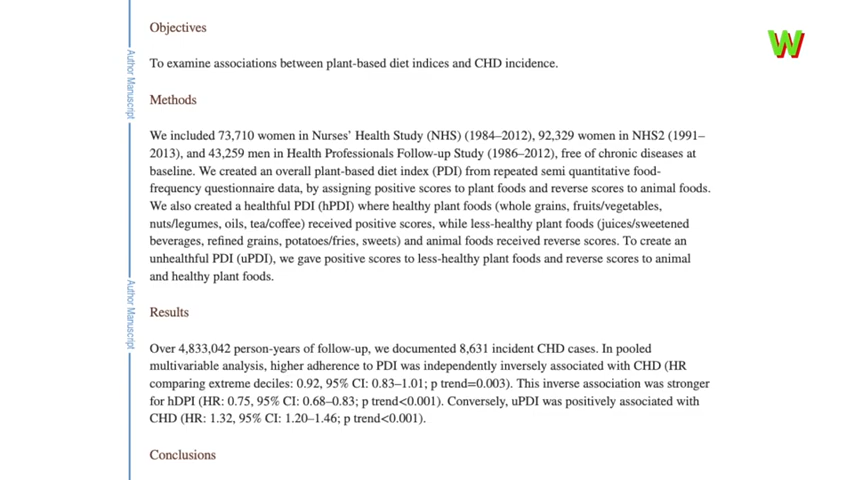 Objectives
W
To examine associations between plant-based diet indices and CHD incidence.
Author Manuscript
Methods
We included 73,710 women in Nurses' Health Study (NHS) (1984–2012), 92,329 women in NHS2 (1991–
2013), and 43,259 men in Health Professionals Follow-up Study (1986–2012), free of chronic diseases at
baseline. We created an overall plant-based diet index (PDI) from repeated semi quantitative food-
frequency questionnaire data, by assigning positive scores to plant foods and reverse scores to animal foods.
We also created a healthful PDI (hPDI) where healthy plant foods (whole grains, fruits/vegetables,
nuts/legumes, oils, tea/coffee) received positive scores, while less-healthy plant foods (juices/sweetened
beverages, refined grains, potatoes/fries, sweets) and animal foods received reverse scores. To create an
unhealthful PDI (uPDI), we gave positive scores to less-healthy plant foods and reverse scores to animal
and healthy plant foods.
Author Manuscript
Results
Over 4,833,042 person-years of follow-up, we documented 8,631 incident CHD cases. In pooled
multivariable analysis, higher adherence to PDI was independently inversely associated with CHD (HR
comparing extreme deciles: 0.92, 95% CI: 0.83–1.01; p trend=0.003). This inverse association was stronger
for hDPI (HR: 0.75, 95% CI: 0.68–0.83; p trend<0.001). Conversely, uPDI was positively associated with
CHD (HR: 1.32, 95% CI: 1.20–1.46; p trend<0.001).
Conclusions